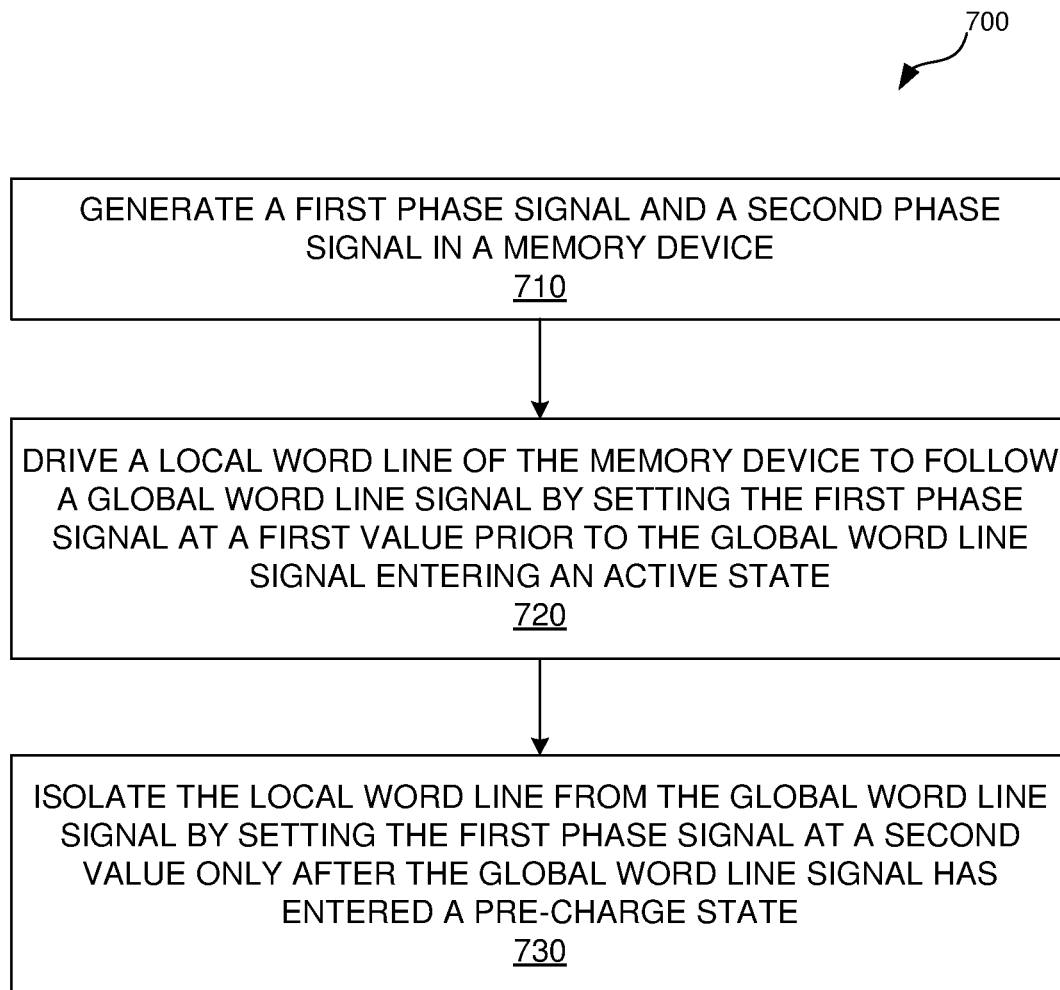 700
GENERATE A FIRST PHASE SIGNAL AND A SECOND PHASE
SIGNAL IN A MEMORY DEVICE
710
DRIVE A LOCAL WORD LINE OF THE MEMORY DEVICE TO FOLLOW
A GLOBAL WORD LINE SIGNAL BY SETTING THE FIRST PHASE
SIGNAL AT A FIRST VALUE PRIOR TO THE GLOBAL WORD LINE
SIGNAL ENTERING AN ACTIVE STATE
720
ISOLATE THE LOCAL WORD LINE FROM THE GLOBAL WORD LINE
SIGNAL BY SETTING THE FIRST PHASE SIGNAL AT A SECOND
VALUE ONLY AFTER THE GLOBAL WORD LINE SIGNAL HAS
ENTERED A PRE-CHARGE STATE
730